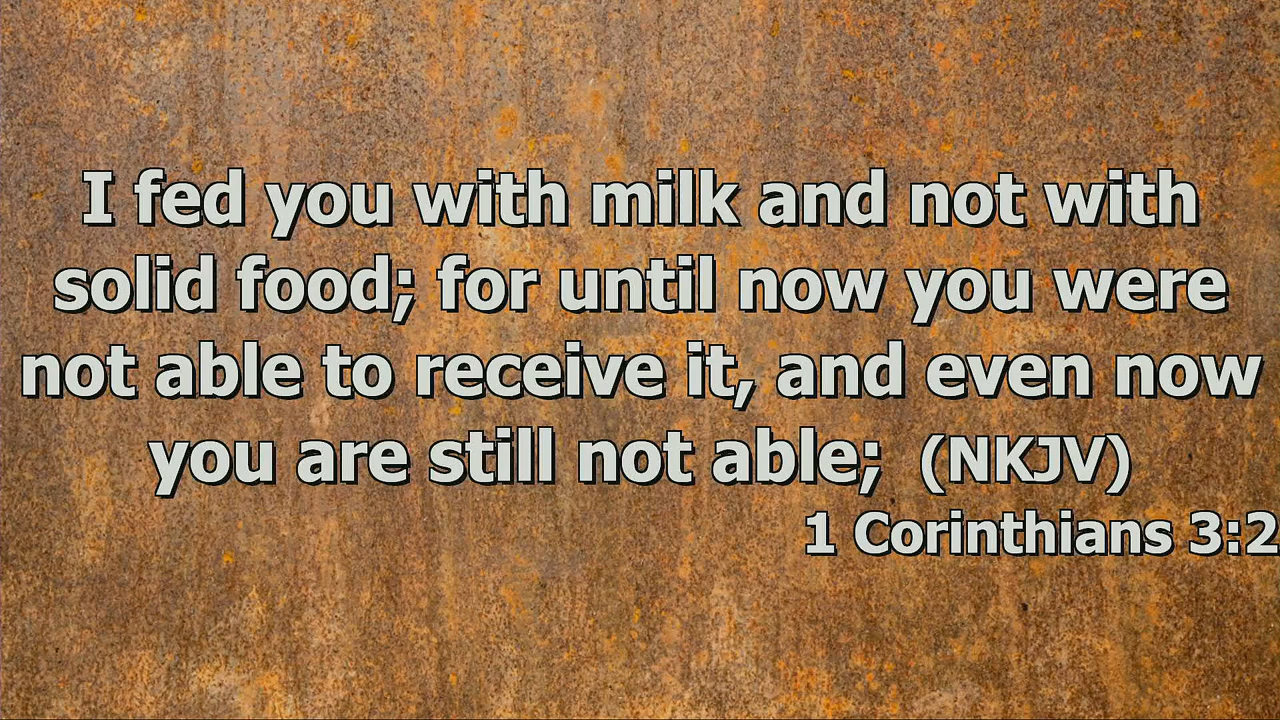 I fed you with milk and not with
solid food; for until now you were
not able to receive it, and even now
you are still not able; (NKJV)
1 Corinthians 3:2